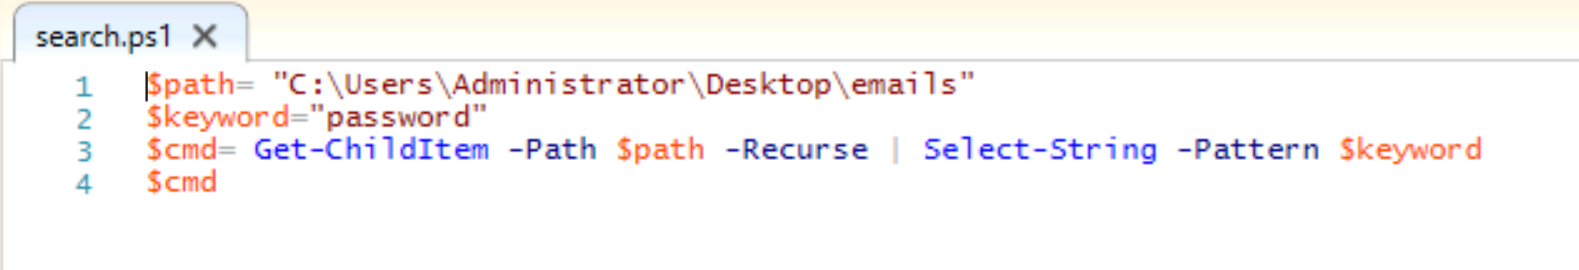 search.ps1 X
1 $path= "C:\Users\Administrator\Desktop\emails"
2 $keyword="password"
3 $cmd= Get-ChildItem -Path $path -Recurse | Select-String -Pattern $keyword
4 $cmd